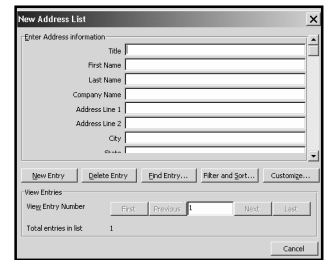 New Address List
Enter Address information
Title
First Name
Last Name
Company Name
Address Line 1
Address Line 2
City
State
New Entry Delete Entry Find Entry... Filter and Sort... Customize...
View Entries
View Entry Number First Previous 1 Next Last
Total entries in list 1
Cancel